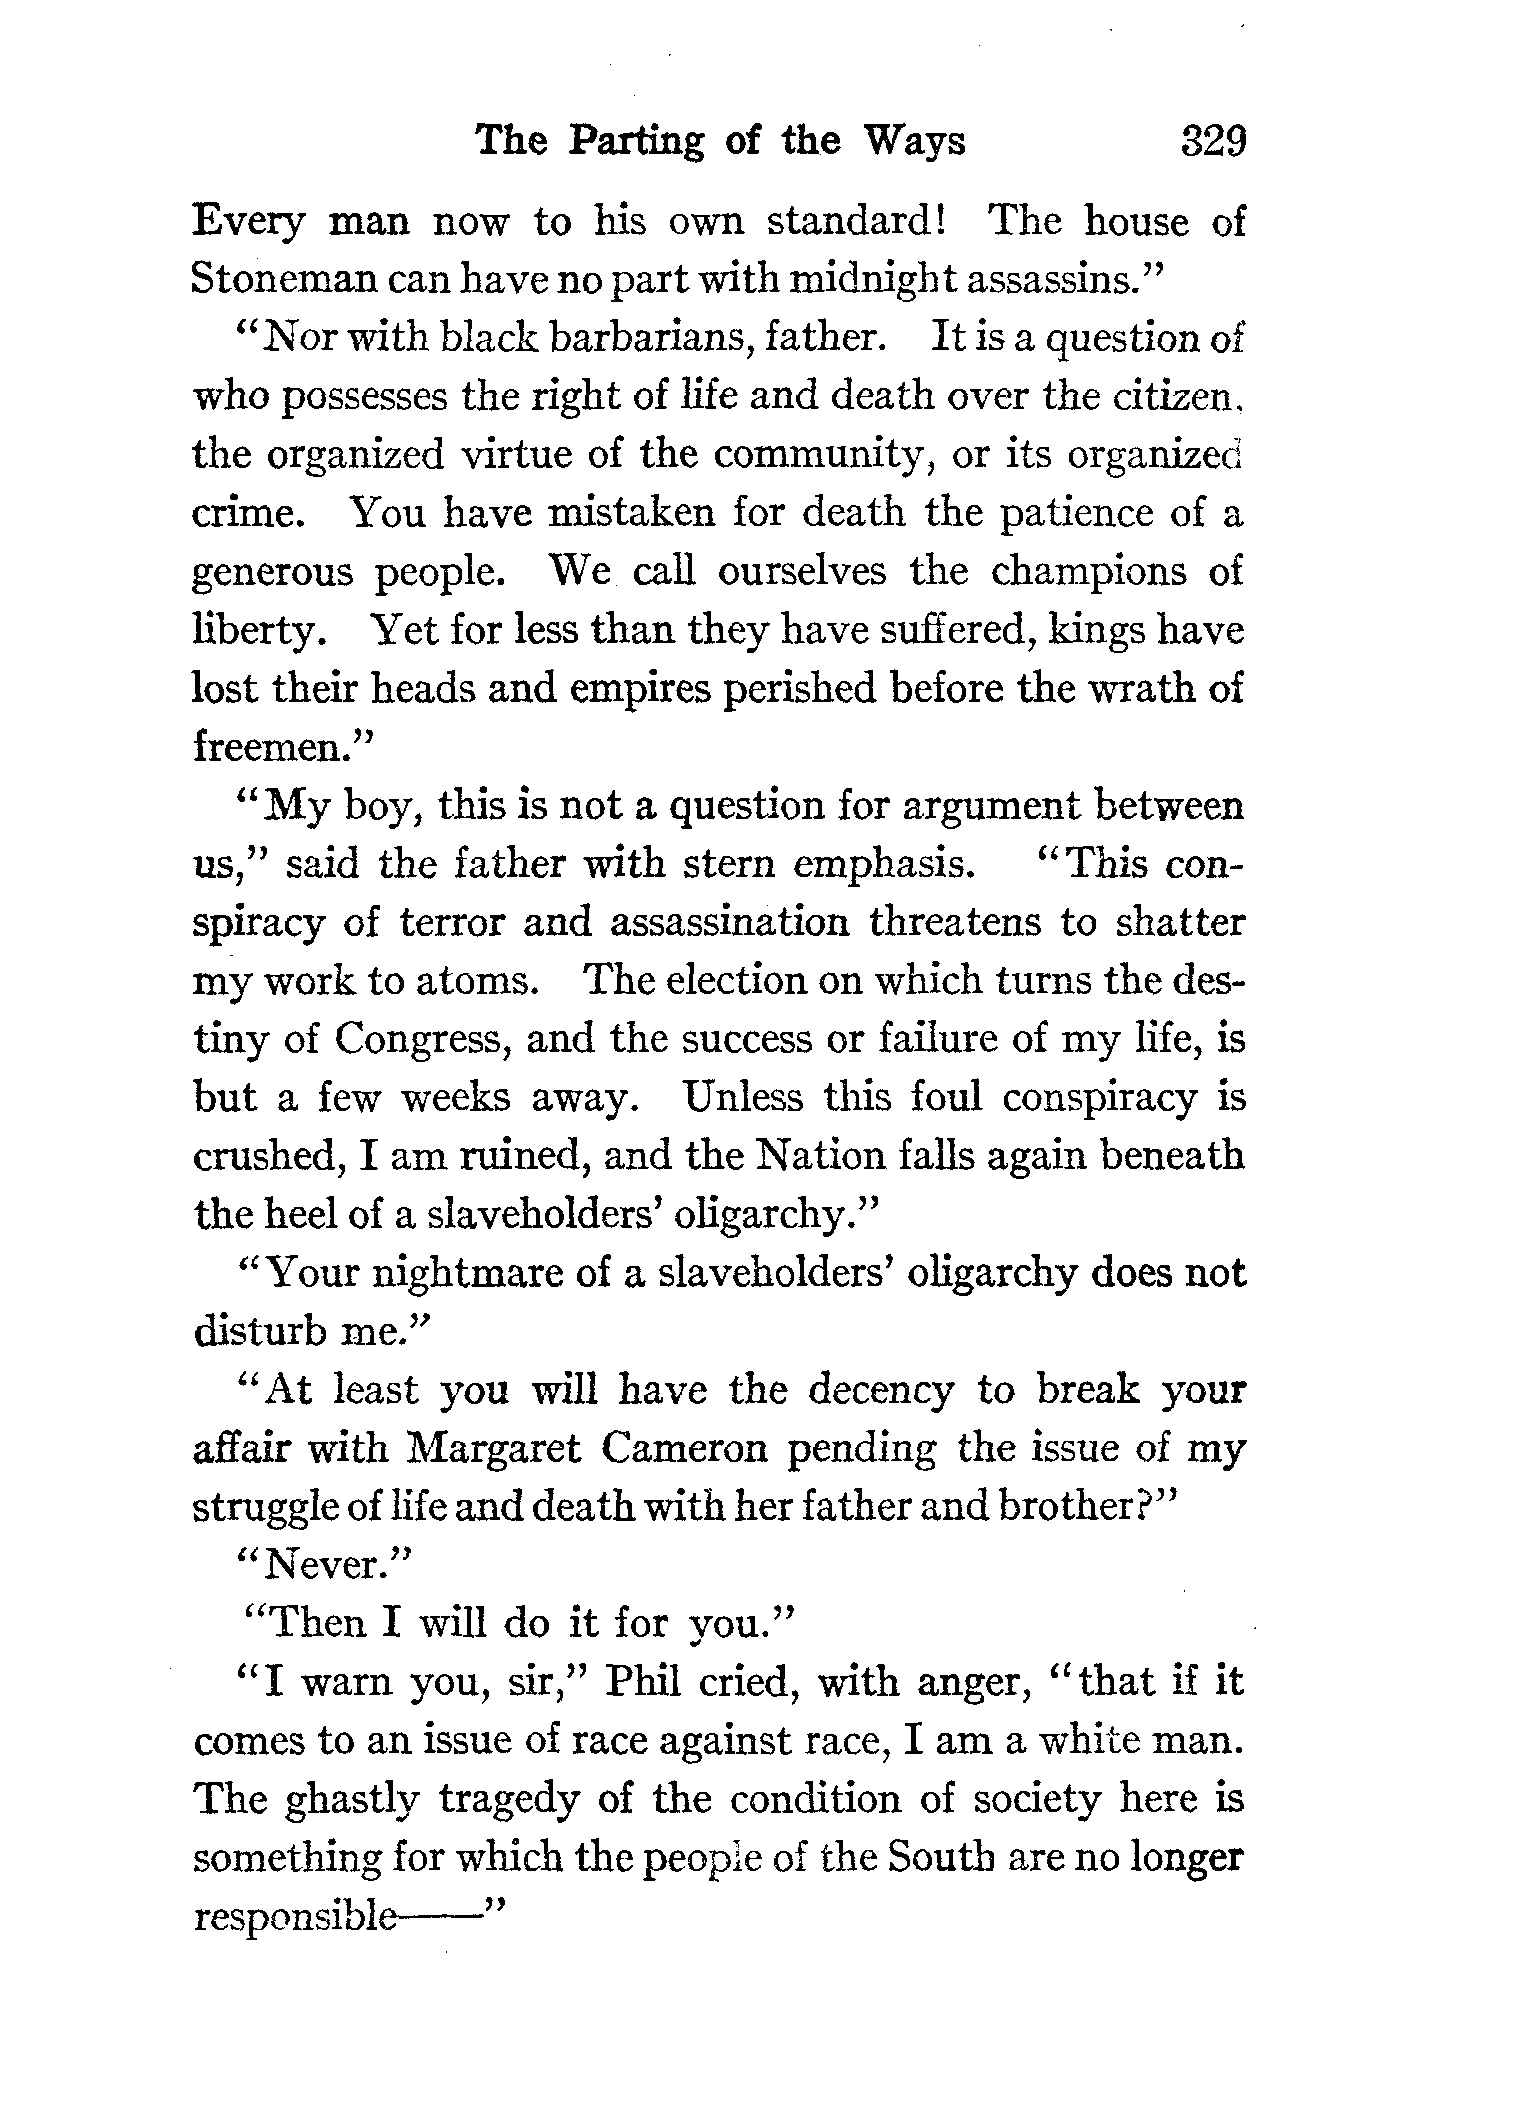 The Parting of the Ways 329
Every man now to his own standard! The house of
Stoneman can have no part with midnight assassins."
"Nor with black barbarians, father. It is a question of
who possesses the right of life and death over the citizen,
the organized virtue of the community, or its organized
crime. You have mistaken for death the patience of a
generous people. We call ourselves the champions of
liberty. Yet for less than they have suffered, kings have
lost their heads and empires perished before the wrath of
freemen."
"My boy, this is not a question for argument between
us," said the father with stern emphasis. "This con-
spiracy of terror and assassination threatens to shatter
my work to atoms. The election on which turns the des-
tiny of Congress, and the success or failure of my life, is
but a few weeks away. Unless this foul conspiracy is
crushed, I am ruined, and the Nation falls again beneath
the heel of a slaveholders' oligarchy."
"Your nightmare of a slaveholders' oligarchy does not
disturb me."
"At least you will have the decency to break your
affair with Margaret Cameron pending the issue of my
struggle of life and death with her father and brother?"
"Never."
"Then I will do it for you."
"I warn you, sir," Phil cried, with anger, "that if it
comes to an issue of race against race, I am a white man.
The ghastly tragedy of the condition of society here is
something for which the people of the South are no longer
responsible——"